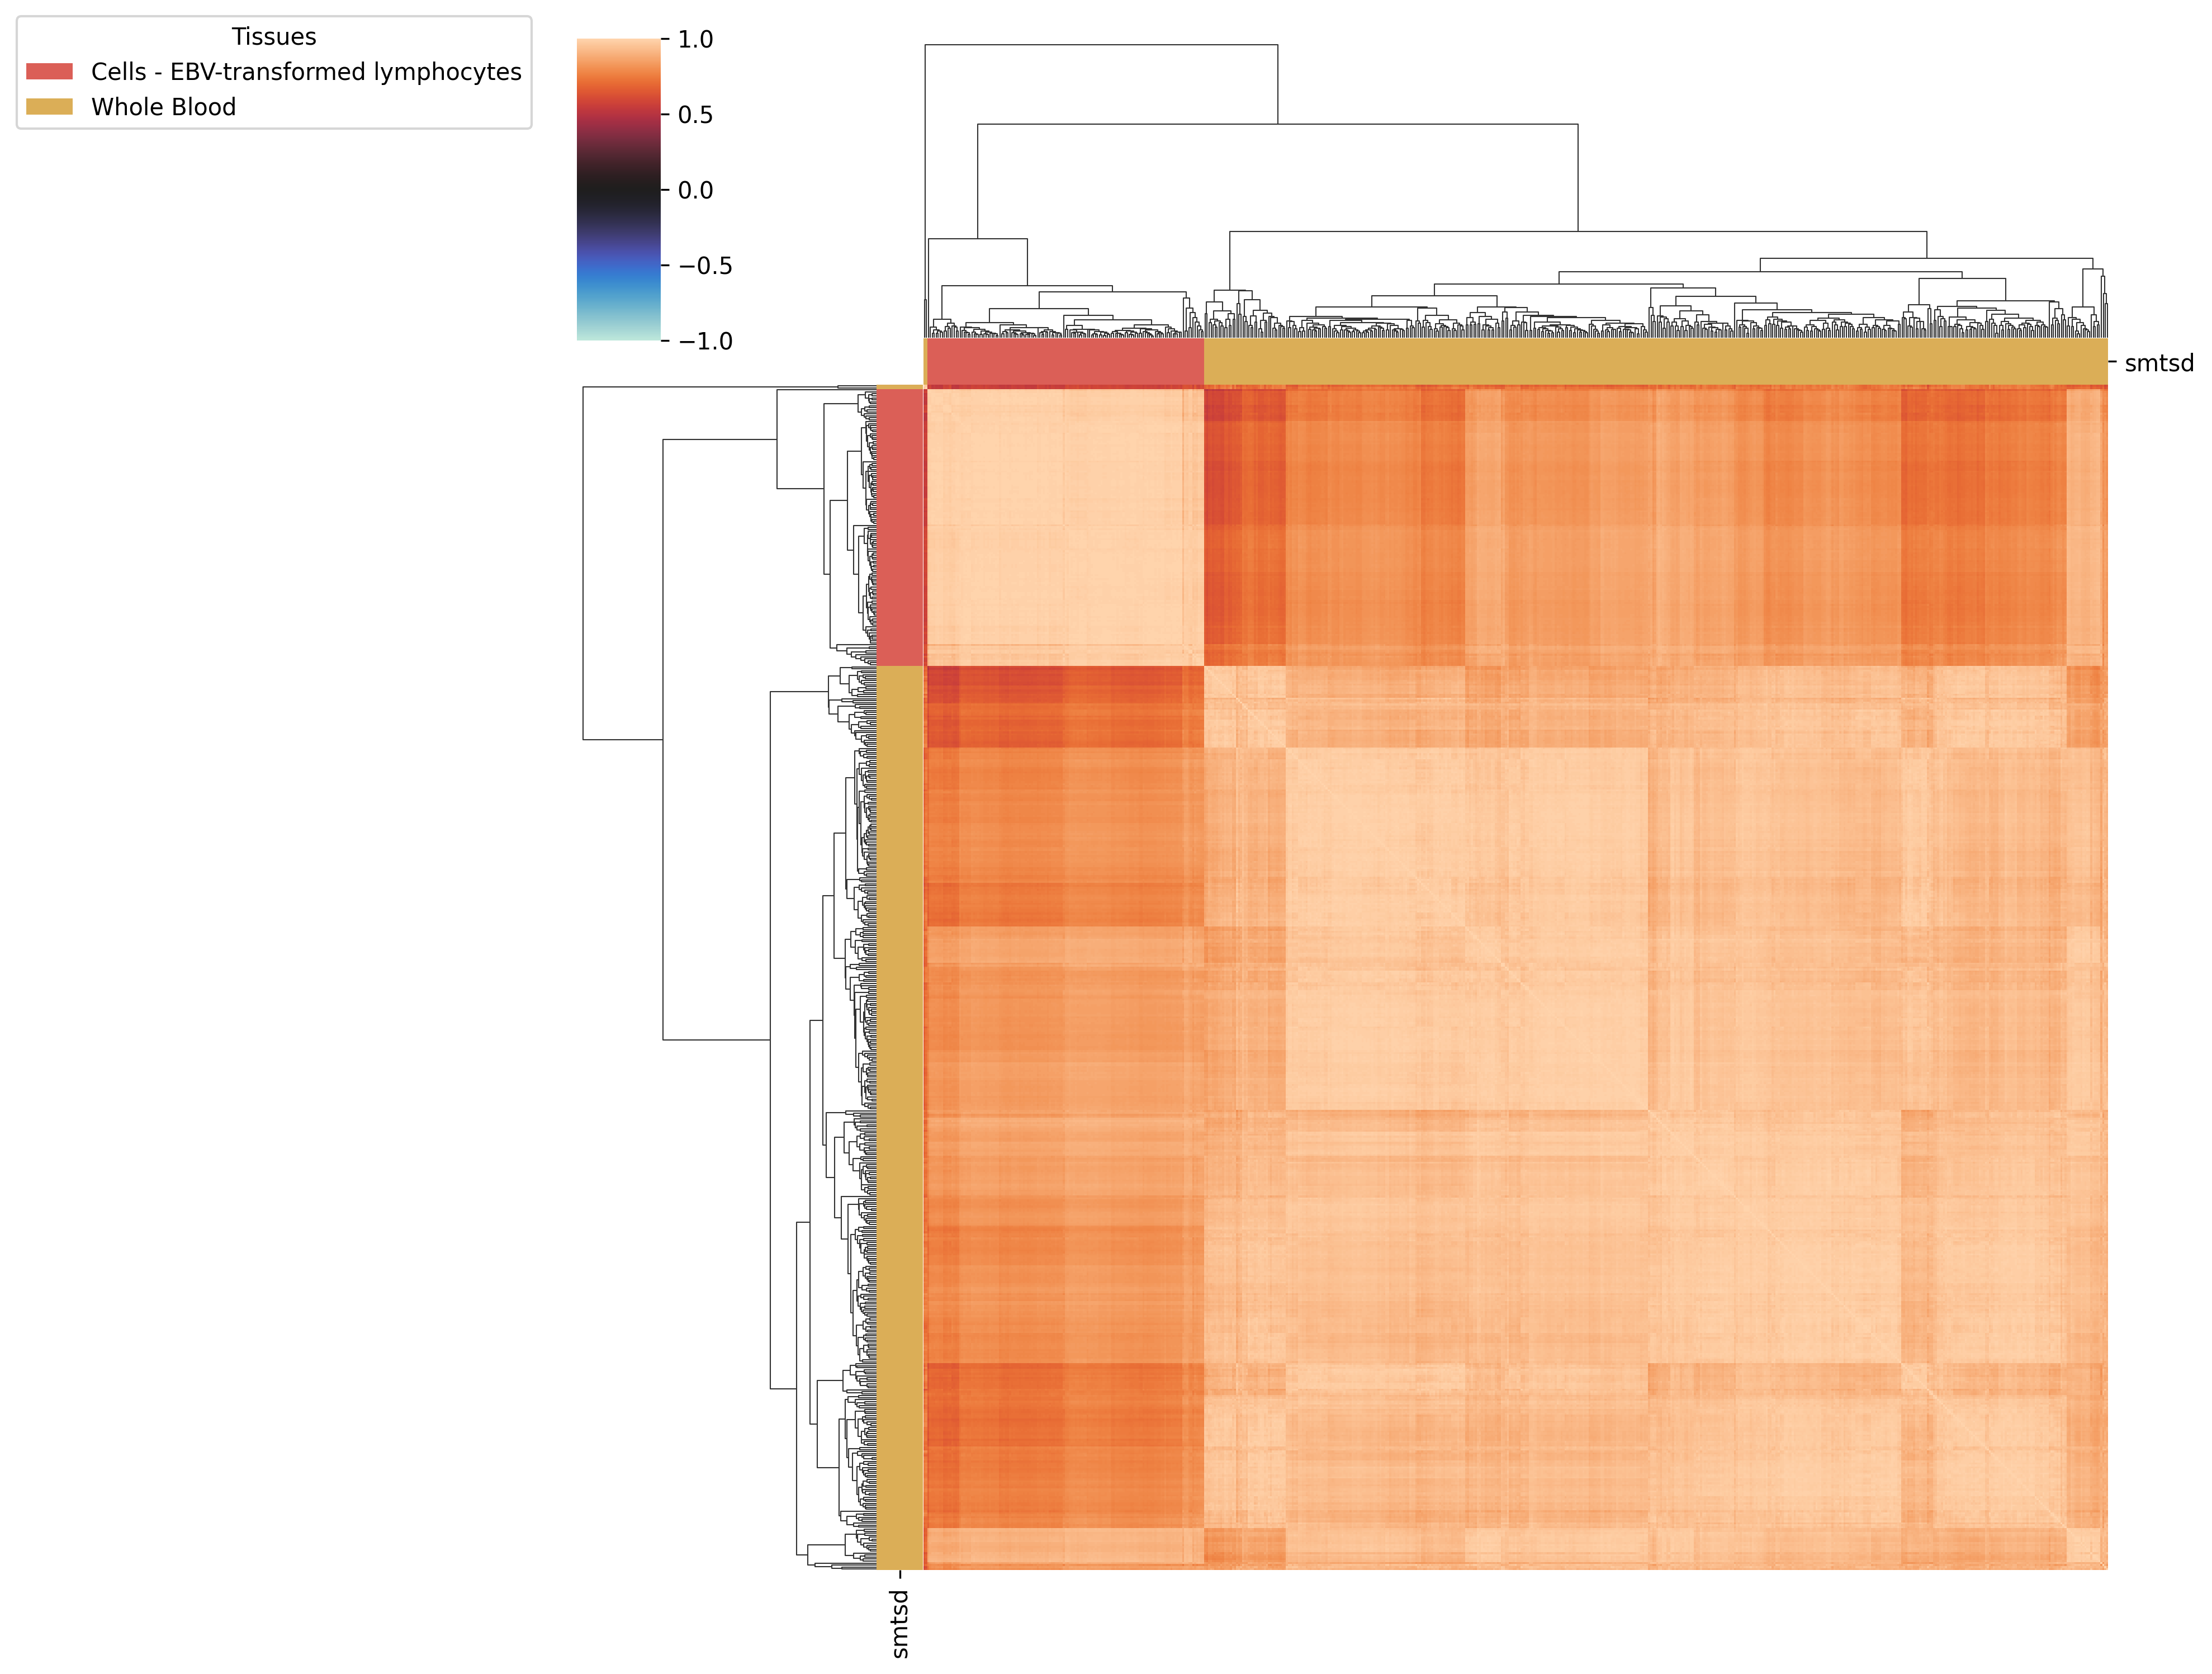 Tissues
Cells - EBV-transformed lymphocytes
Whole Blood
1.0
0.5
0.0
−0.5
−1.0
smtsd
smtsd